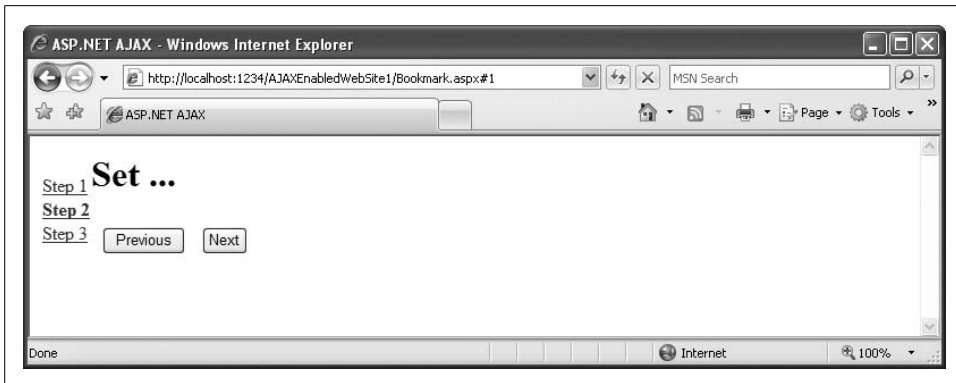 ASP.NET AJAX - Windows Internet Explorer
http://localhost:1234/AJAXEnabledWebSite1/Bookmark.aspx#1
MSN Search
ASP.NET AJAX
Page
Tools
»
Set ...
Step 1
Step 2
Step 3
Previous
Next
Done
Internet
100%